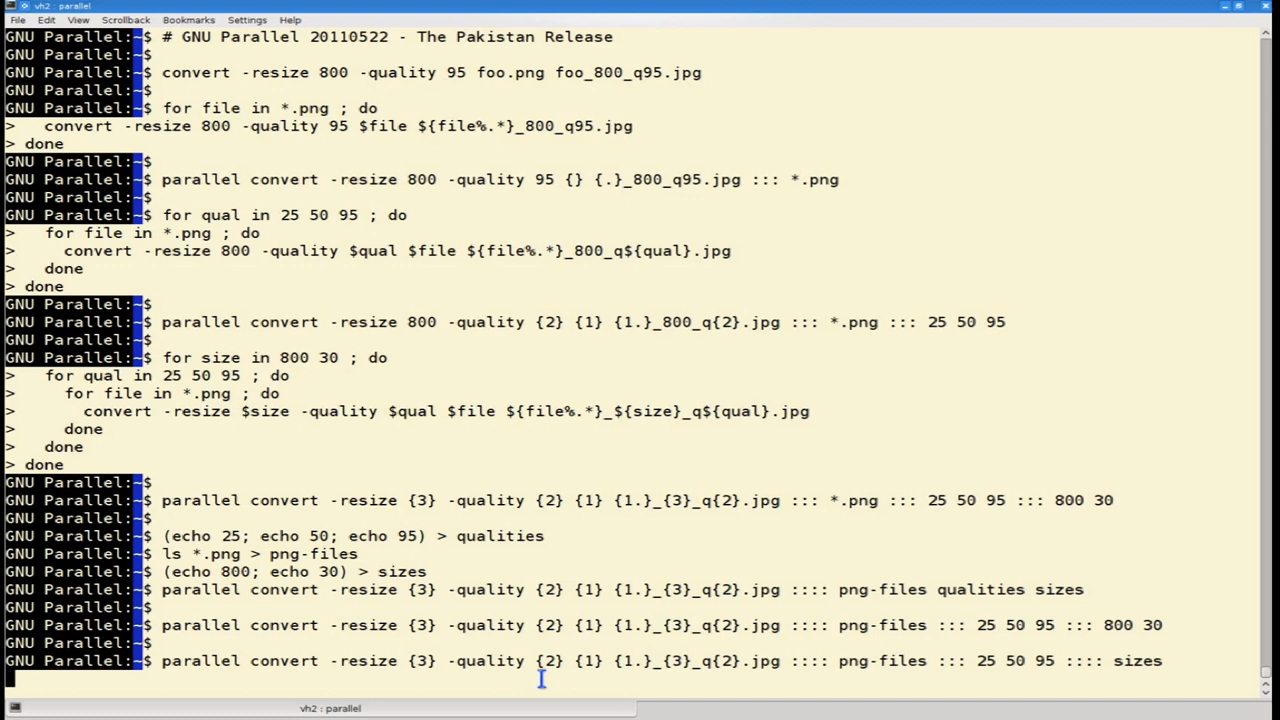 vh2 : parallel
File Edit View Scrollback Bookmarks Settings Help
GNU Parallel:~$ # GNU Parallel 20110522 - The Pakistan Release
GNU Parallel:~$
GNU Parallel:~$ convert -resize 800 -quality 95 foo.png foo_800_q95.jpg
GNU Parallel:~$
GNU Parallel:~$ for file in *.png ; do
>   convert -resize 800 -quality 95 $file ${file%.*}_800_q95.jpg
> done
GNU Parallel:~$
GNU Parallel:~$ parallel convert -resize 800 -quality 95 {} {.}_800_q95.jpg ::: *.png
GNU Parallel:~$
GNU Parallel:~$ for qual in 25 50 95 ; do
>   for file in *.png ; do
>     convert -resize 800 -quality $qual $file ${file%.*}_800_q${qual}.jpg
>   done
> done
GNU Parallel:~$
GNU Parallel:~$ parallel convert -resize 800 -quality {2} {1} {1.}_800_q{2}.jpg ::: *.png ::: 25 50 95
GNU Parallel:~$
GNU Parallel:~$ for size in 800 30 ; do
>   for qual in 25 50 95 ; do
>     for file in *.png ; do
>       convert -resize $size -quality $qual $file ${file%.*}_${size}_q${qual}.jpg
>     done
>   done
> done
GNU Parallel:~$
GNU Parallel:~$ parallel convert -resize {3} -quality {2} {1} {1.}_{3}_q{2}.jpg ::: *.png ::: 25 50 95 ::: 800 30
GNU Parallel:~$
GNU Parallel:~$ (echo 25; echo 50; echo 95) > qualities
GNU Parallel:~$ ls *.png > png-files
GNU Parallel:~$ (echo 800; echo 30) > sizes
GNU Parallel:~$ parallel convert -resize {3} -quality {2} {1} {1.}_{3}_q{2}.jpg :::: png-files qualities sizes
GNU Parallel:~$
GNU Parallel:~$ parallel convert -resize {3} -quality {2} {1} {1.}_{3}_q{2}.jpg :::: png-files ::: 25 50 95 ::: 800 30
GNU Parallel:~$
GNU Parallel:~$ parallel convert -resize {3} -quality {2} {1} {1.}_{3}_q{2}.jpg :::: png-files ::: 25 50 95 :::: sizes
vh2 : parallel